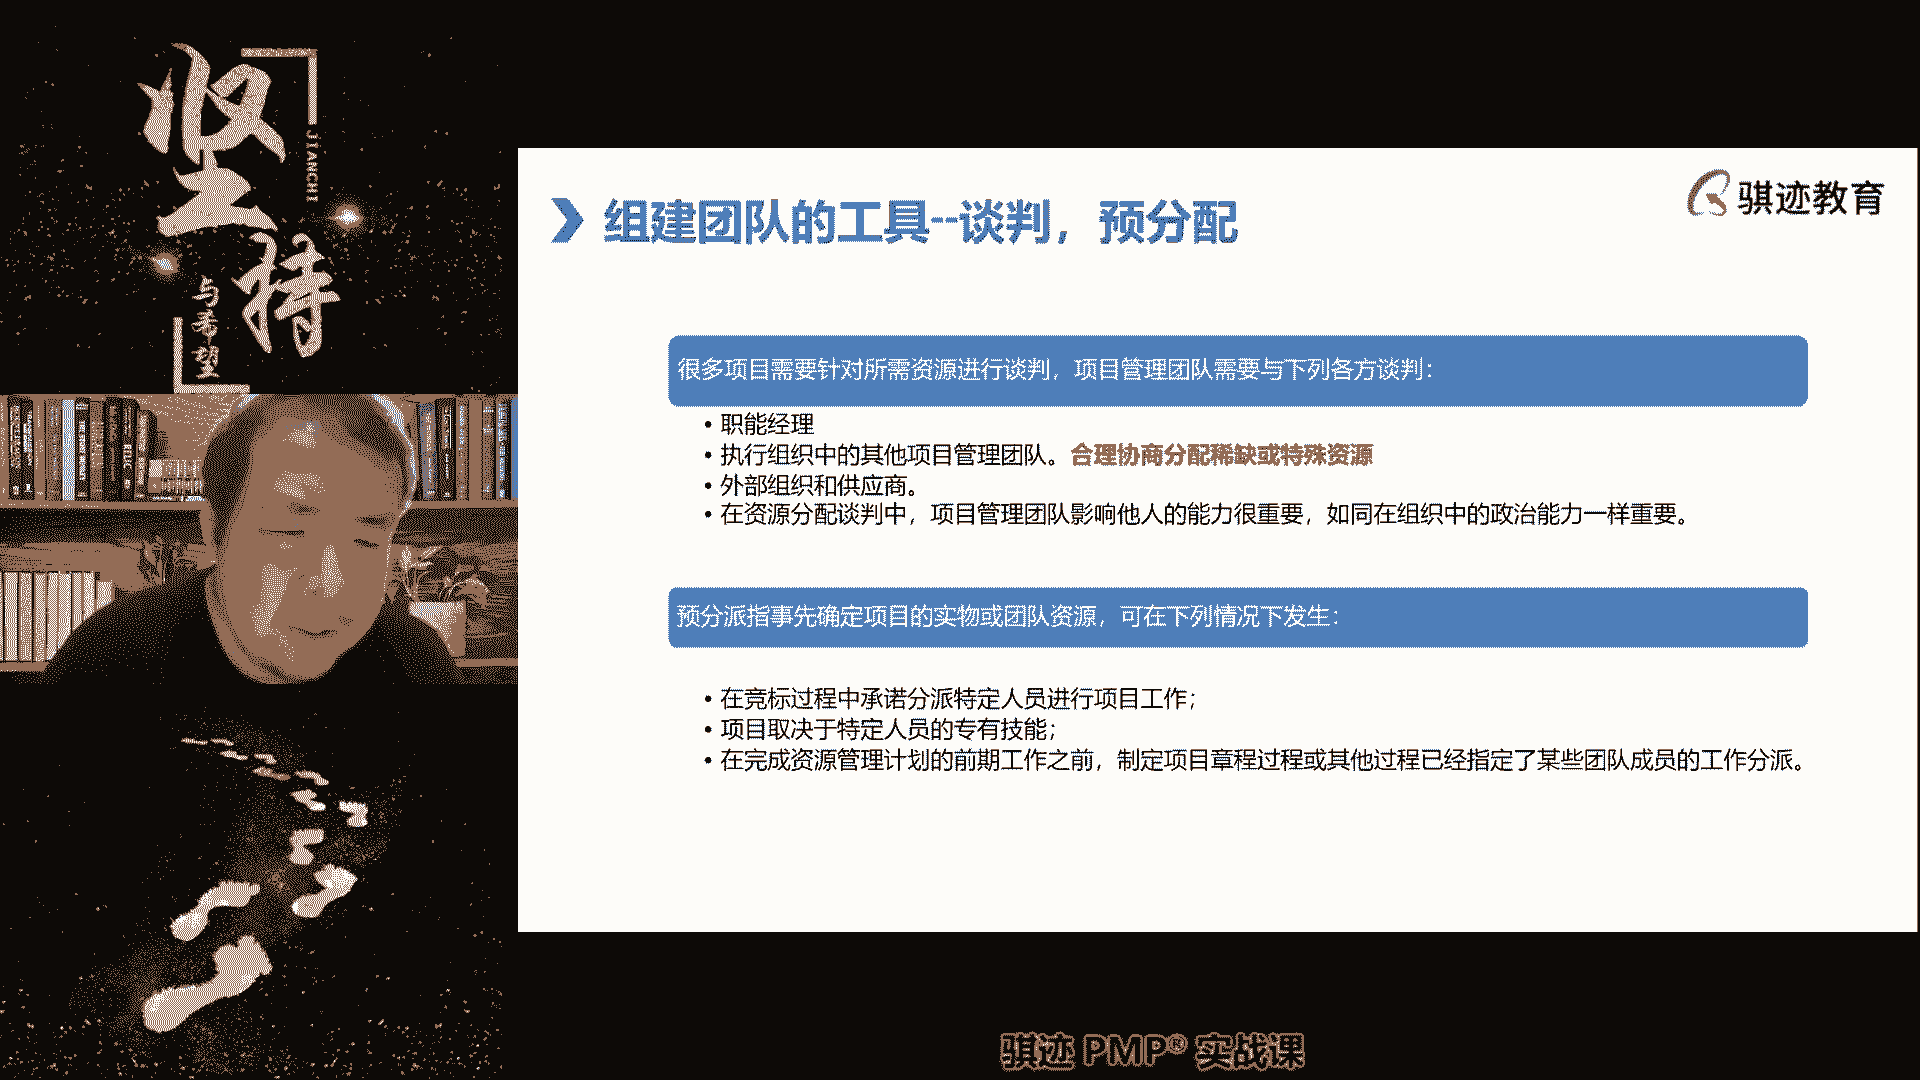 坚持
JIANCHI
与希望
骐迹教育
组建团队的工具--谈判，预分配
很多项目需要针对所需资源进行谈判，项目管理团队需要与下列各方谈判：
• 职能经理
• 执行组织中的其他项目管理团队。合理协商分配稀缺或特殊资源
• 外部组织和供应商。
• 在资源分配谈判中，项目管理团队影响他人的能力很重要，如同在组织中的政治能力一样重要。
预分派指事先确定项目的实物或团队资源，可在下列情况下发生：
• 在竞标过程中承诺分派特定人员进行项目工作；
• 项目取决于特定人员的专有技能；
• 在完成资源管理计划的前期工作之前，制定项目章程过程或其他过程已经指定了某些团队成员的工作分派。
骐迹 PMP® 实战课